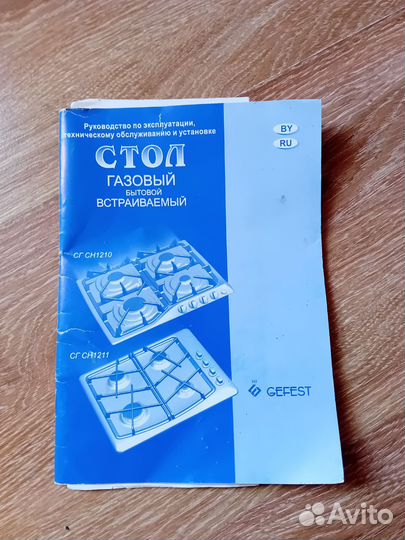 Руководство по эксплуатации,
техническому обслуживанию и установке
СТОЛ
ГАЗОВЫЙ
БЫТОВОЙ
ВСТРАИВАЕМЫЙ
BY
RU
СГ СН1210
СГ СН1211
GEFEST
Avito